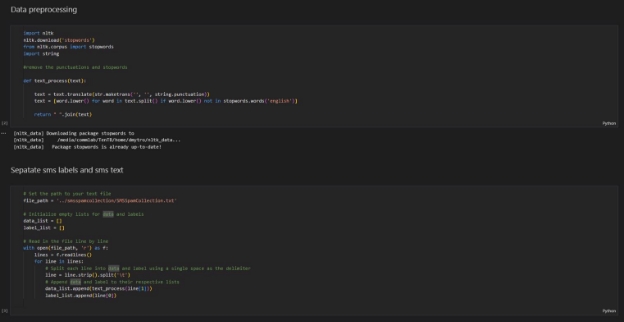 Data preprocessing
import nltk
nltk.download('stopwords')
from nltk.corpus import stopwords
import string
#remove the punctuations and stopwords
def text_process(text):
text = text.translate(str.maketrans('', '', string.punctuation))
text = [word.lower() for word in text.split() if word.lower() not in stopwords.words('english')]
return " ".join(text)
Python
[nltk_data] Downloading package stopwords to
[nltk_data]
[nltk_data] Package stopwords is already up-to-date!
Sepatate sms labels and sms text
# Set the path to your text file
file_path = '../smsspamcollection/SMSSpamCollection.txt'
# Initialize empty lists for data and labels
data_list = []
label_list = []
# Read in the file line by line
with open(file_path, 'r') as f:
lines = f.readlines()
for line in lines:
# Split each line into data and label using a single space as the delimiter
line = line.strip().split('\t')
# Append data and label to their respective lists
data_list.append(text_process(line[1]))
label_list.append(line[0])
Python